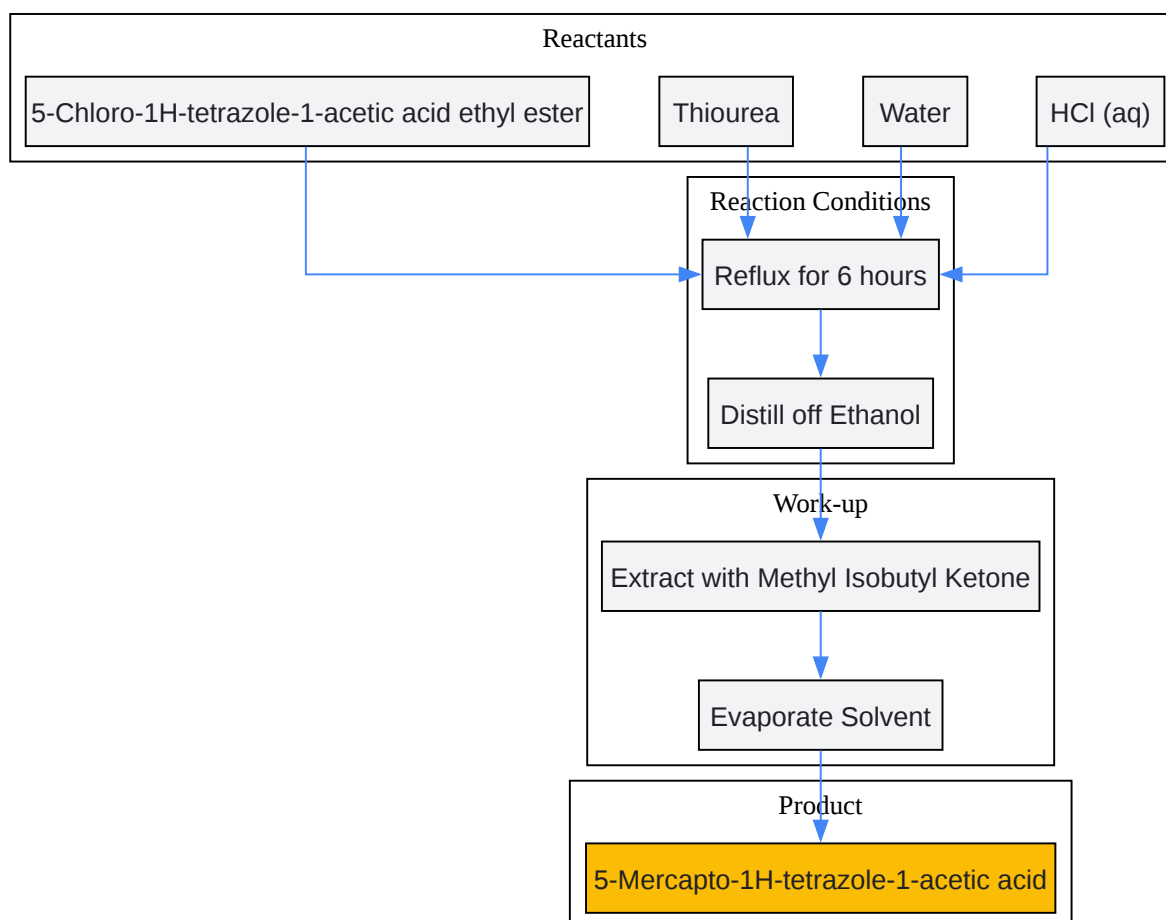 Reactants
5-Chloro-1H-tetrazole-1-acetic acid ethyl ester
Thiourea
Water
HCl (aq)
Reaction Conditions
Reflux for 6 hours
Distill off Ethanol
Work-up
Extract with Methyl Isobutyl Ketone
Evaporate Solvent
Product
5-Mercapto-1H-tetrazole-1-acetic acid